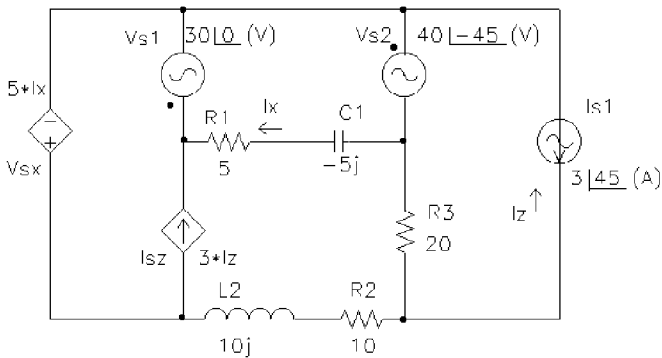 Vs1 30|0 (V)
Vs2 40|-45 (V)
5*Ix
Vsx
R1
5
Ix
C1
-5j
Is1
3|45 (A)
Iz
R3
20
Isz 3*Iz
L2
10j
R2
10